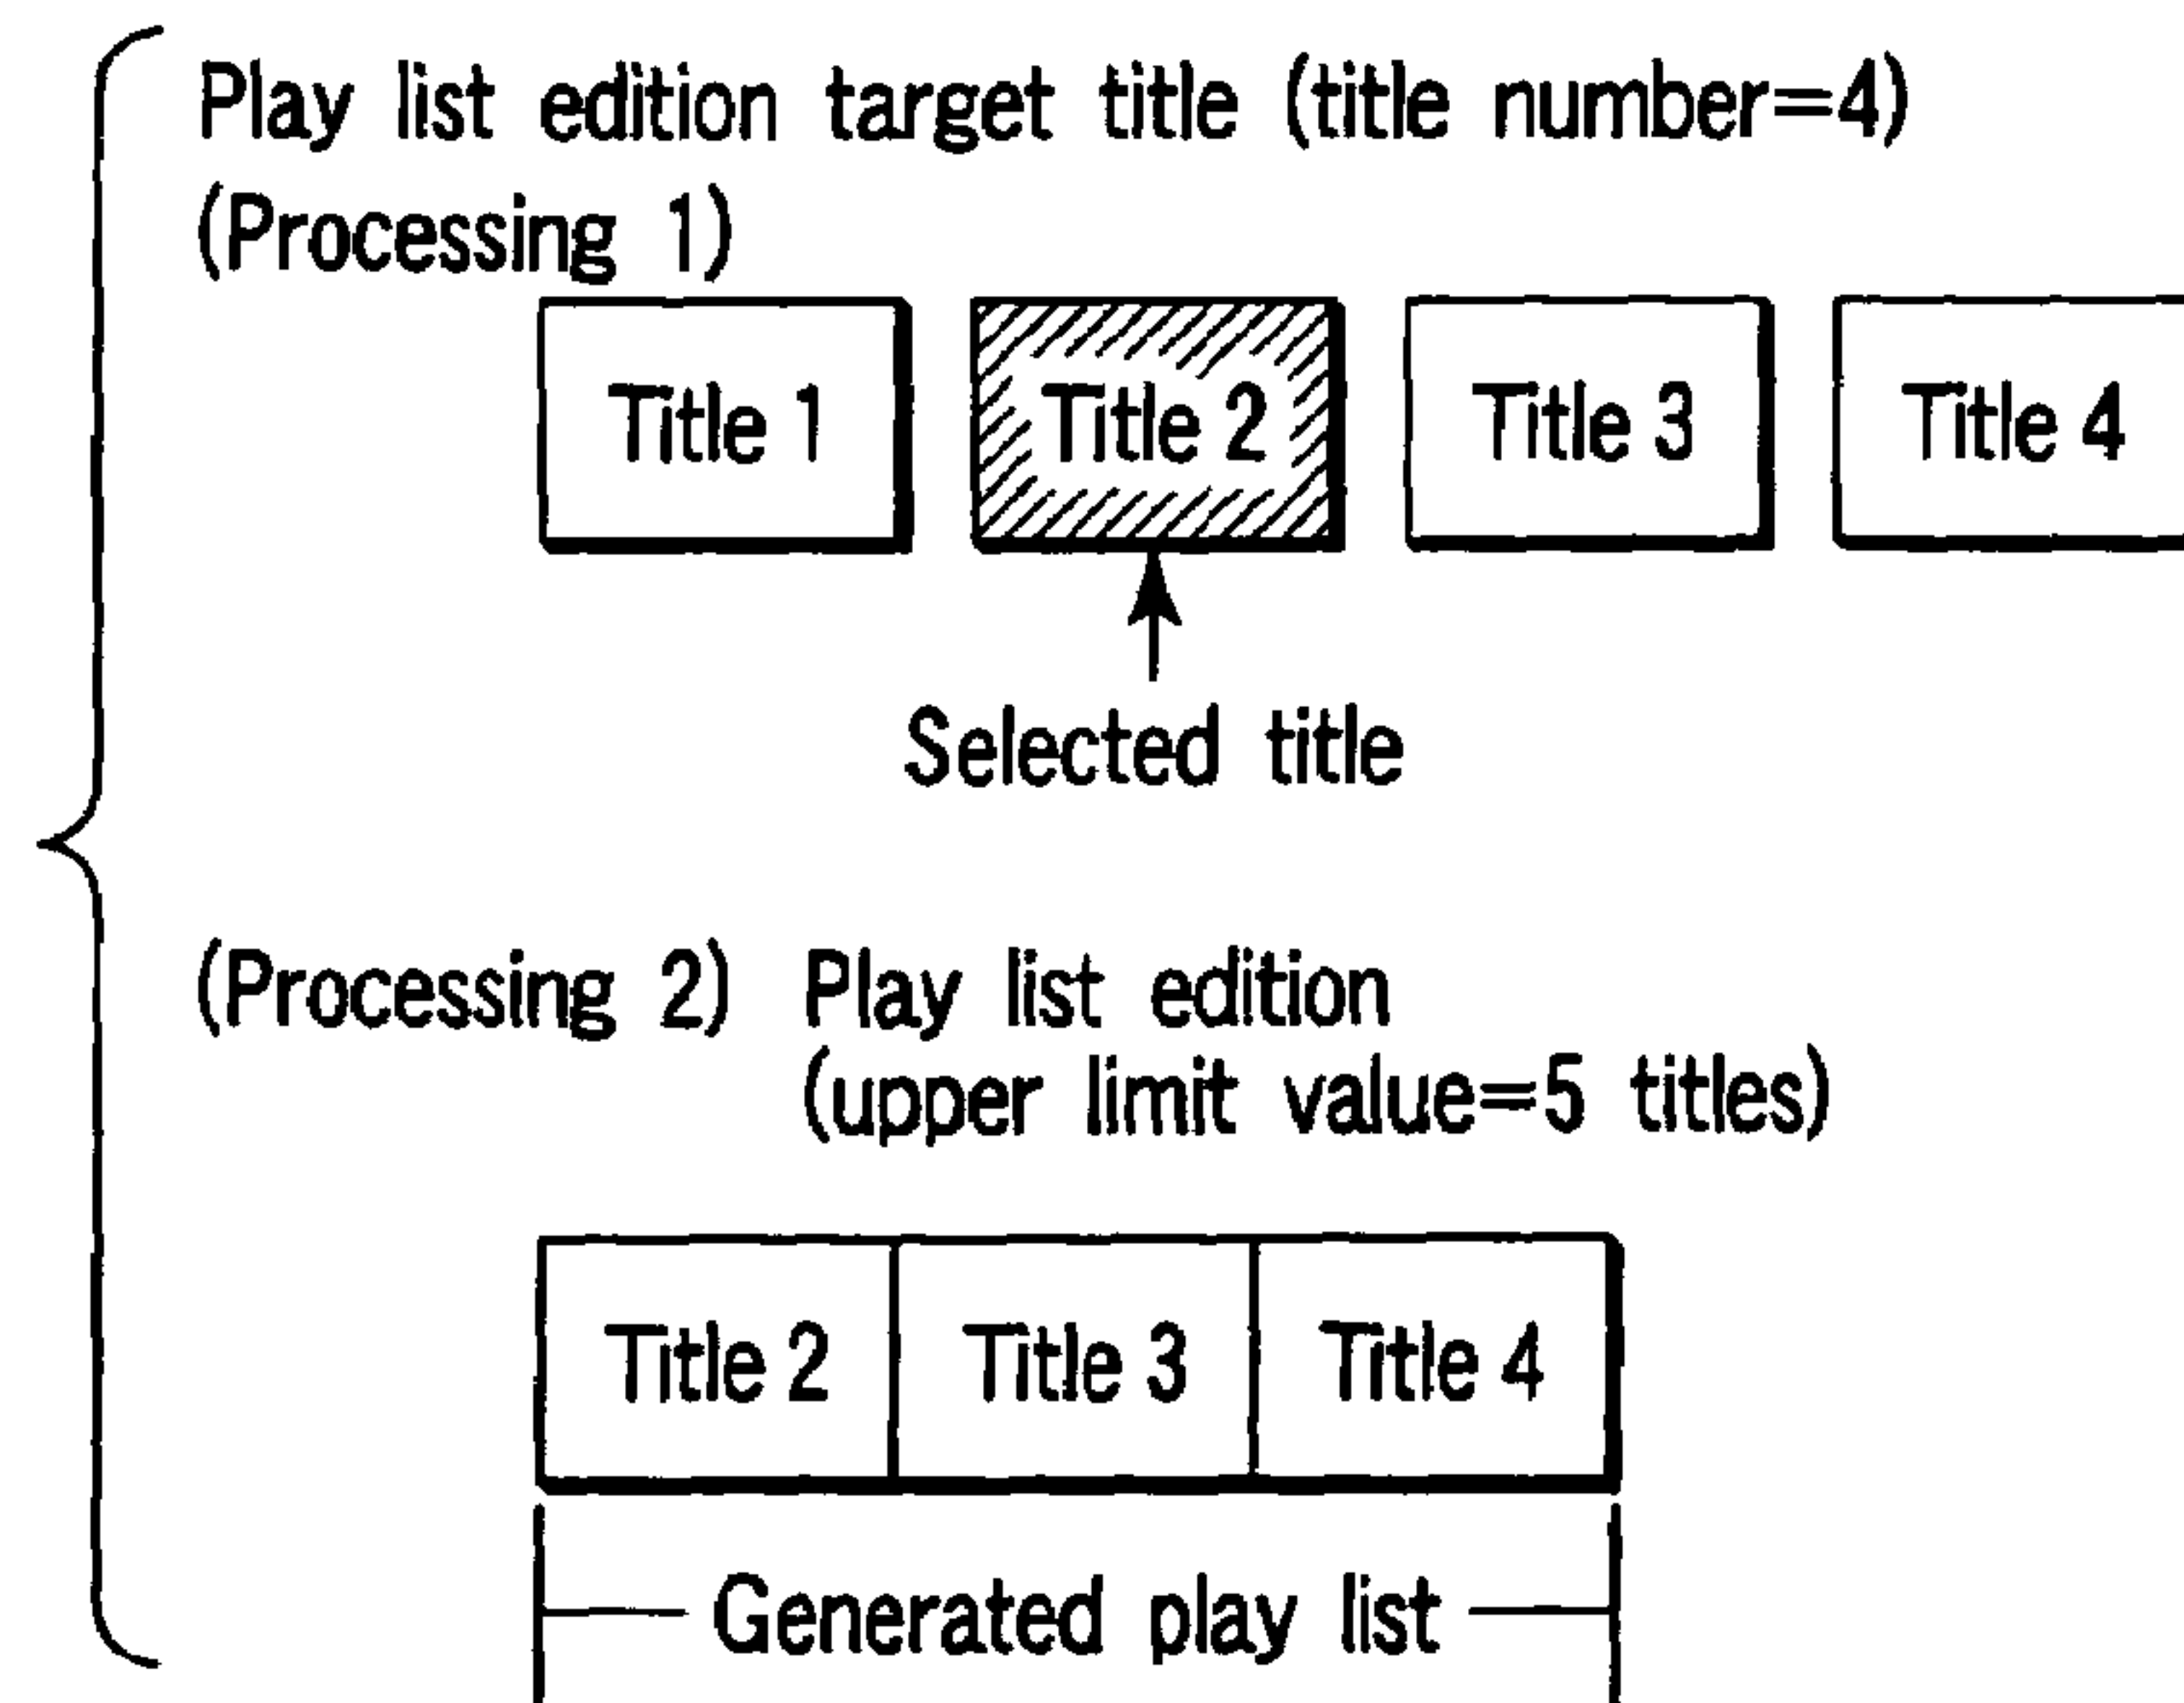 Play list edition target title (title number=4)
(Processing 1)
Title 1 Title 2 Title 3 Title 4
Selected title
(Processing 2) Play list edition
(upper limit value=5 titles)
Title 2 Title 3 Title 4
Generated play list